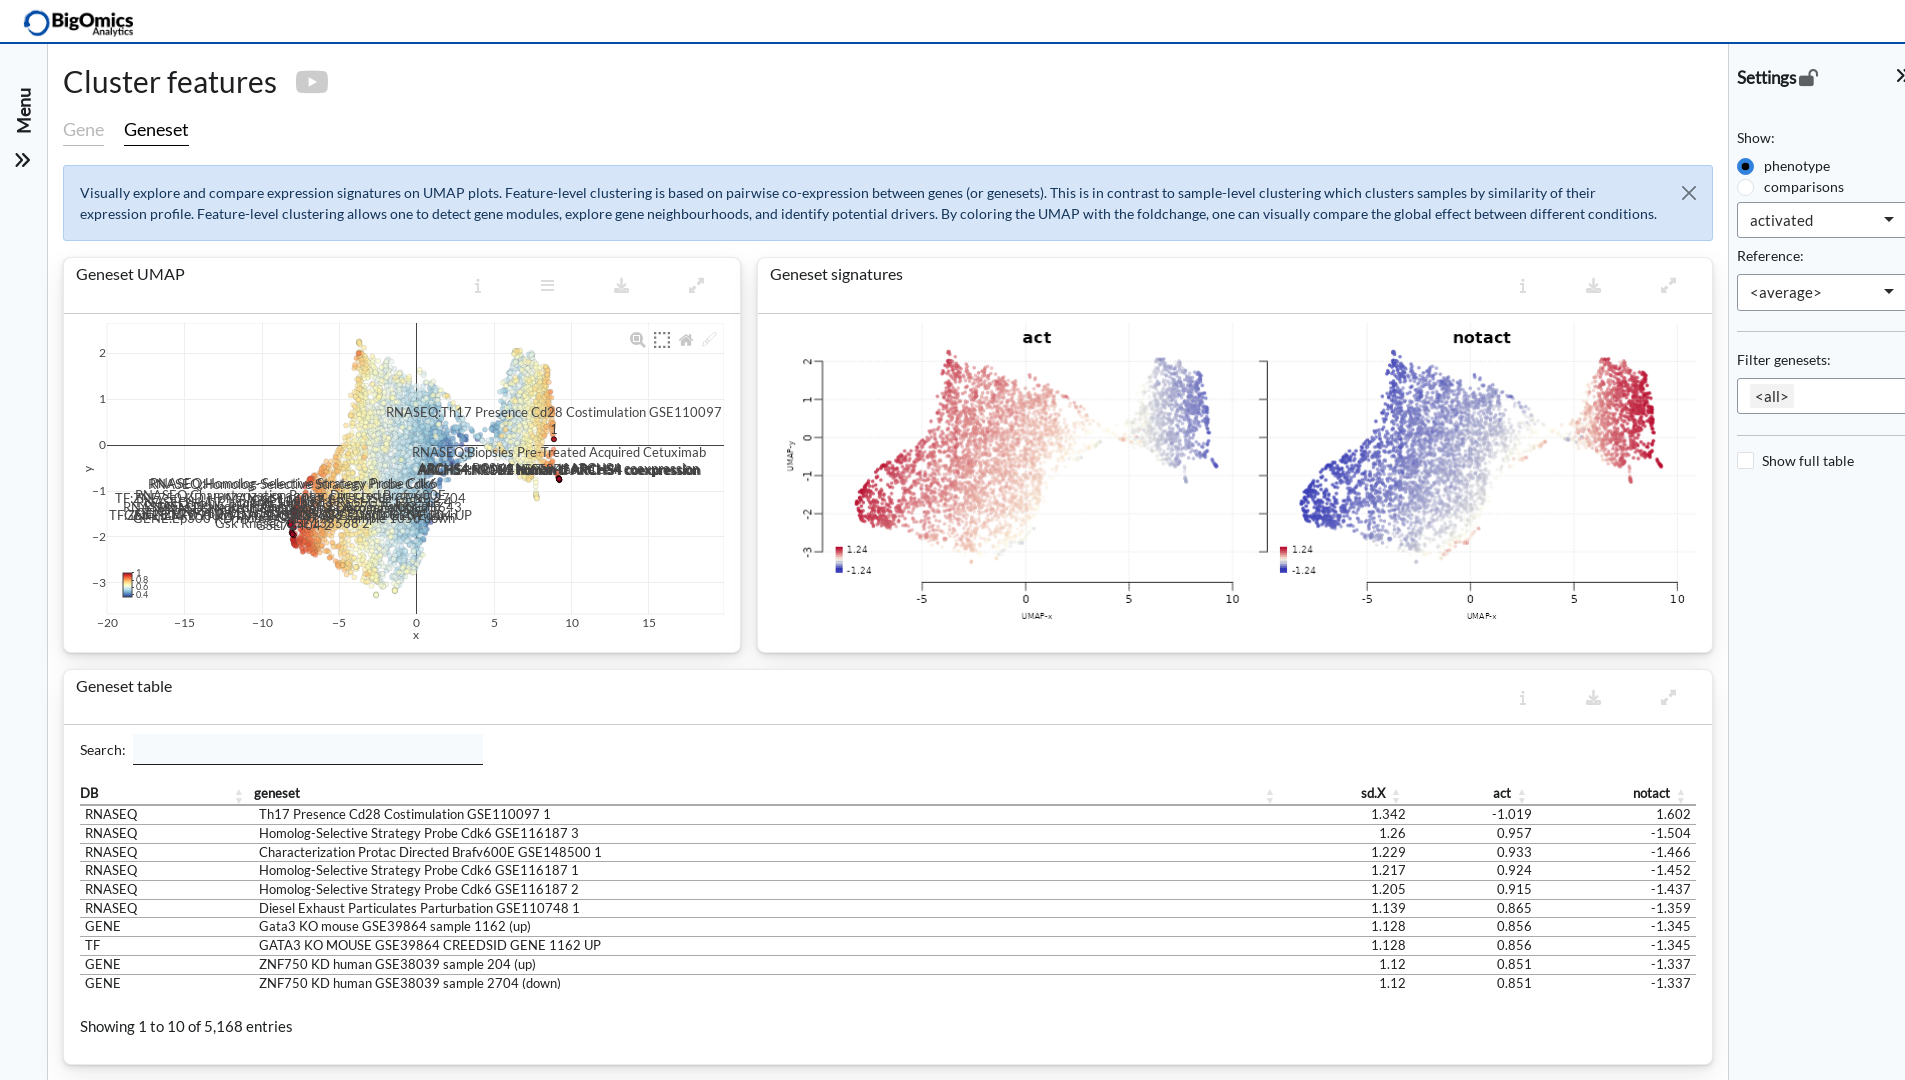 BigOmics
Analytics
Menu
Cluster features
Gene Geneset
Visually explore and compare expression signatures on UMAP plots. Feature-level clustering is based on pairwise co-expression between genes (or genesets). This is in contrast to sample-level clustering which clusters samples by similarity of their
expression profile. Feature-level clustering allows one to detect gene modules, explore gene neighbourhoods, and identify potential drivers. By coloring the UMAP with the foldchange, one can visually compare the global effect between different conditions.
Geneset UMAP
2
1
0
−1
−2
−3
y
RNASEQ:Th17 Presence Cd28 Costimulation GSE110097
1
RNASEQ:Biopsies Pre-Treated Acquired Cetuximab
RNASEQ:Homolog-Selective Strategy Probe Cdk6
1
0.8
0.6
0.4
−20 −15 −10 −5 0 5 10 15
x
Geneset signatures
act
2
1
0
-1
-2
-3
UMAP-y
1.24
-1.24
-5 0 5 10
UMAP-x
notact
1.24
-1.24
-5 0 5 10
UMAP-x
Geneset table
Search:
DB geneset sd.X act notact
RNASEQ Th17 Presence Cd28 Costimulation GSE110097 1 1.342 -1.019 1.602
RNASEQ Homolog-Selective Strategy Probe Cdk6 GSE116187 3 1.26 0.957 -1.504
RNASEQ Characterization Protac Directed Brafv600E GSE148500 1 1.229 0.933 -1.466
RNASEQ Homolog-Selective Strategy Probe Cdk6 GSE116187 1 1.217 0.924 -1.452
RNASEQ Homolog-Selective Strategy Probe Cdk6 GSE116187 2 1.205 0.915 -1.437
RNASEQ Diesel Exhaust Particulates Parturbation GSE110748 1 1.139 0.865 -1.359
GENE Gata3 KO mouse GSE39864 sample 1162 (up) 1.128 0.856 -1.345
TF GATA3 KO MOUSE GSE39864 CREEDSID GENE 1162 UP 1.128 0.856 -1.345
GENE ZNF750 KD human GSE38039 sample 204 (up) 1.12 0.851 -1.337
GENE ZNF750 KD human GSE38039 sample 2704 (down) 1.12 0.851 -1.337
Showing 1 to 10 of 5,168 entries
Settings
Show:
phenotype
comparisons
activated
Reference:
<average>
Filter genesets:
<all>
Show full table